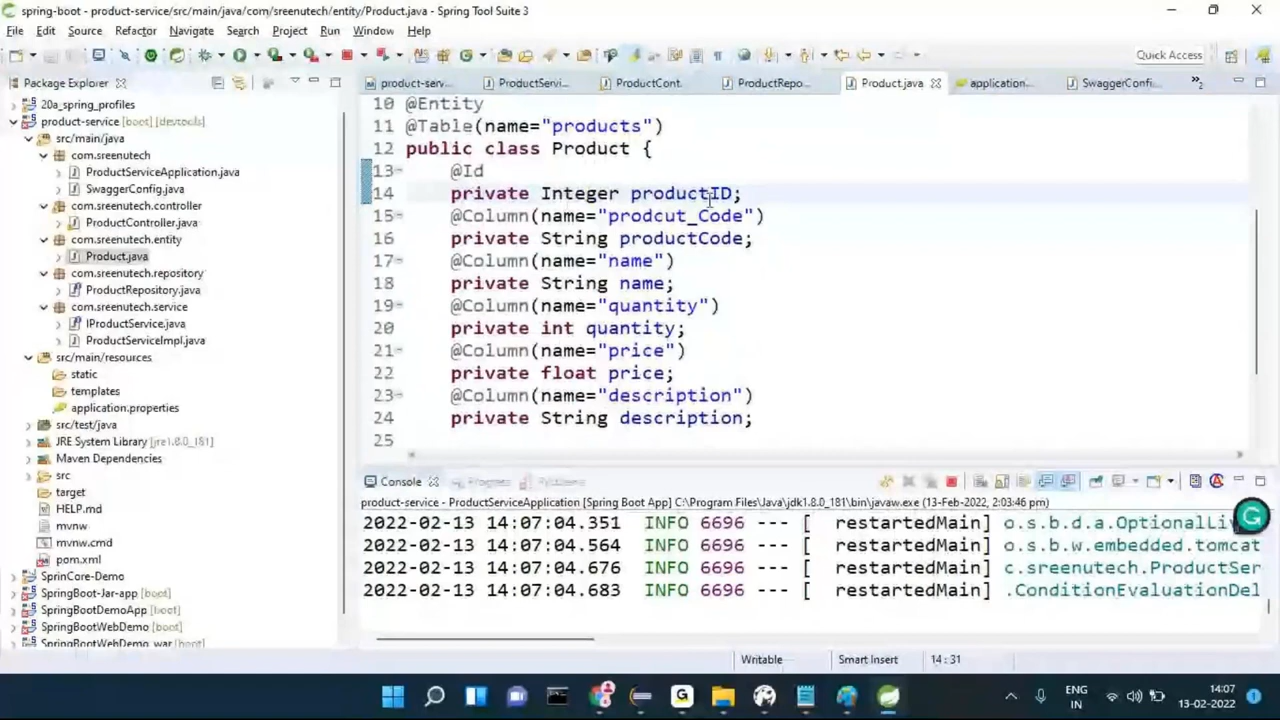 spring-boot - product-service/src/main/java/com/sreenutech/entity/Product.java - Spring Tool Suite 3
File Edit Source Refactor Navigate Search Project Run Window Help
Quick Access
Package Explorer
product-serv...
ProductServi...
ProductCont...
ProductRepo...
Product.java
application...
SwaggerConfi...
20a_spring_profiles
product-service [boot] [devtools]
src/main/java
com.sreenutech
ProductServiceApplication.java
SwaggerConfig.java
com.sreenutech.controller
ProductController.java
com.sreenutech.entity
Product.java
com.sreenutech.repository
ProductRepository.java
com.sreenutech.service
IProductService.java
ProductServiceImpl.java
src/main/resources
static
templates
application.properties
src/test/java
JRE System Library [jre1.8.0_181]
Maven Dependencies
src
target
HELP.md
mvnw
mvnw.cmd
pom.xml
SprinCore-Demo
SpringBoot-Jar-app [boot]
SpringBootDemoApp [boot]
SpringBootWebDemo [boot]
SpringBootWebDemo_war [boot]
10 @Entity
11 @Table(name="products")
12 public class Product {
13 @Id
14 private Integer productID;
15 @Column(name="prodcut_Code")
16 private String productCode;
17 @Column(name="name")
18 private String name;
19 @Column(name="quantity")
20 private int quantity;
21 @Column(name="price")
22 private float price;
23 @Column(name="description")
24 private String description;
25
Console Progress Problems
product-service - ProductServiceApplication [Spring Boot App] C:\Program Files\Java\jdk1.8.0_181\bin\javaw.exe (13-Feb-2022, 2:03:46 pm)
2022-02-13 14:07:04.351 INFO 6696 --- [ restartedMain] o.s.b.d.a.OptionalLi
2022-02-13 14:07:04.564 INFO 6696 --- [ restartedMain] o.s.b.w.embedded.tomcat
2022-02-13 14:07:04.676 INFO 6696 --- [ restartedMain] c.sreenutech.ProductSer
2022-02-13 14:07:04.683 INFO 6696 --- [ restartedMain] .ConditionEvaluationDel
Writable Smart Insert 14 : 31
ENG
IN
14:07
13-02-2022